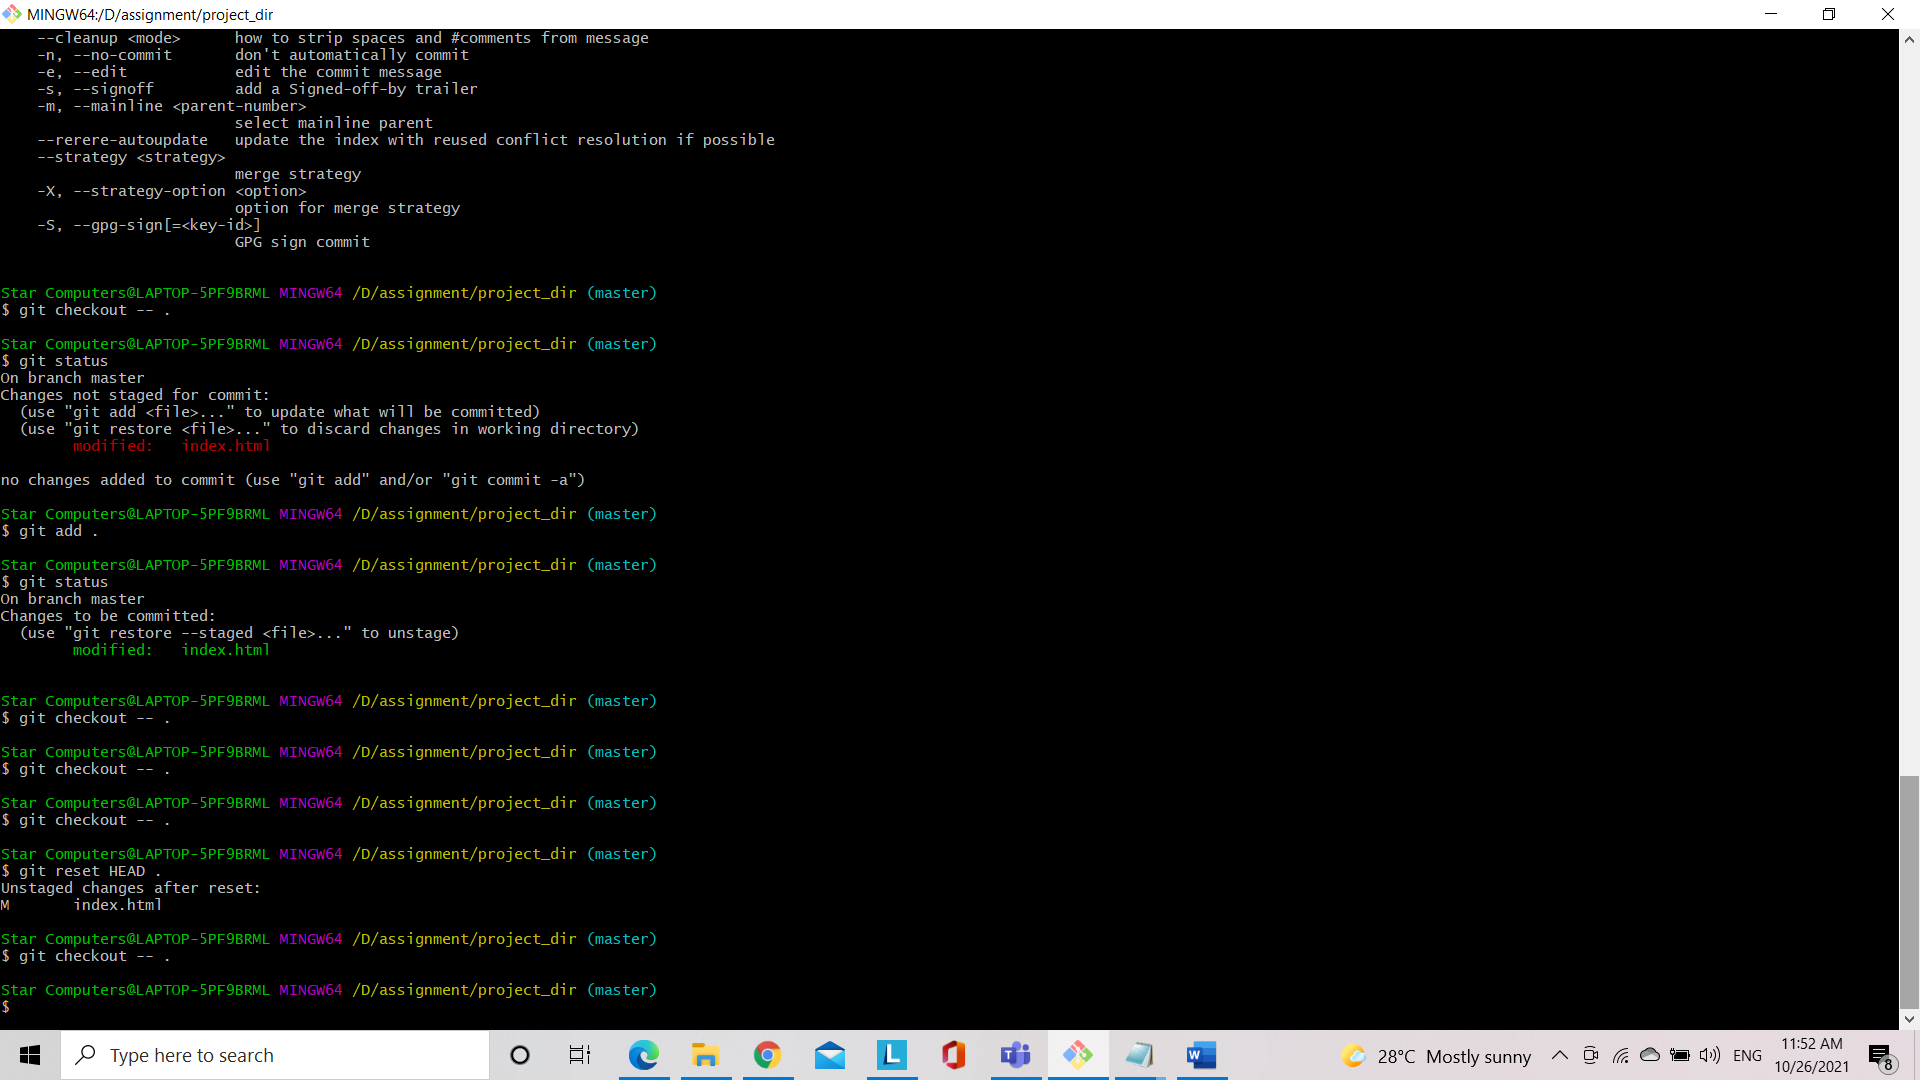 MINGW64:/D/assignment/project_dir
--cleanup <mode>      how to strip spaces and #comments from message
-n, --no-commit       don't automatically commit
-e, --edit            edit the commit message
-s, --signoff         add a Signed-off-by trailer
-m, --mainline <parent-number>
select mainline parent
--rerere-autoupdate   update the index with reused conflict resolution if possible
--strategy <strategy>
merge strategy
-X, --strategy-option <option>
option for merge strategy
-S, --gpg-sign[=<key-id>]
GPG sign commit
Star Computers@LAPTOP-5PF9BRML MINGW64 /D/assignment/project_dir (master)
$ git checkout -- .
Star Computers@LAPTOP-5PF9BRML MINGW64 /D/assignment/project_dir (master)
$ git status
On branch master
Changes not staged for commit:
(use "git add <file>..." to update what will be committed)
(use "git restore <file>..." to discard changes in working directory)
modified:   index.html
no changes added to commit (use "git add" and/or "git commit -a")
Star Computers@LAPTOP-5PF9BRML MINGW64 /D/assignment/project_dir (master)
$ git add .
Star Computers@LAPTOP-5PF9BRML MINGW64 /D/assignment/project_dir (master)
$ git status
On branch master
Changes to be committed:
(use "git restore --staged <file>..." to unstage)
modified:   index.html
Star Computers@LAPTOP-5PF9BRML MINGW64 /D/assignment/project_dir (master)
$ git checkout -- .
Star Computers@LAPTOP-5PF9BRML MINGW64 /D/assignment/project_dir (master)
$ git checkout -- .
Star Computers@LAPTOP-5PF9BRML MINGW64 /D/assignment/project_dir (master)
$ git checkout -- .
Star Computers@LAPTOP-5PF9BRML MINGW64 /D/assignment/project_dir (master)
$ git reset HEAD .
Unstaged changes after reset:
M       index.html
Star Computers@LAPTOP-5PF9BRML MINGW64 /D/assignment/project_dir (master)
$ git checkout -- .
Star Computers@LAPTOP-5PF9BRML MINGW64 /D/assignment/project_dir (master)
$
Type here to search
28°C Mostly sunny
ENG
11:52 AM
10/26/2021
8